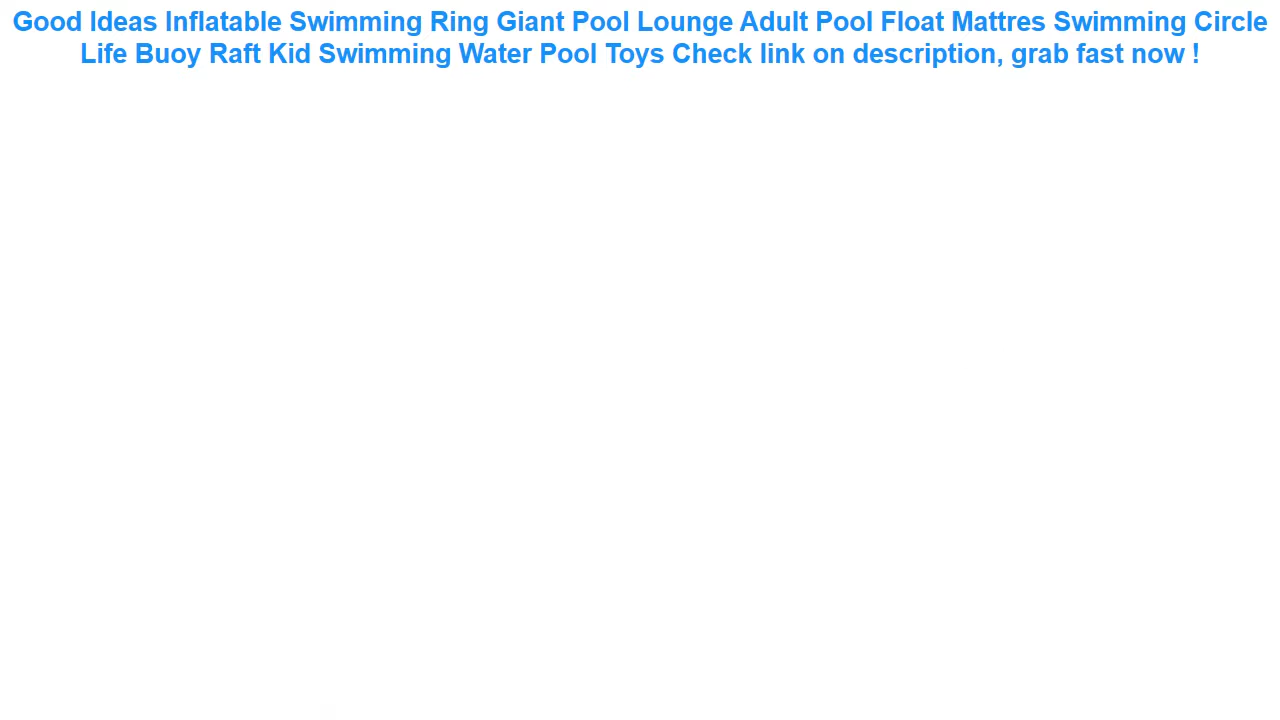 Good Ideas Inflatable Swimming Ring Giant Pool Lounge Adult Pool Float Mattres Swimming Circle
Life Buoy Raft Kid Swimming Water Pool Toys Check link on description, grab fast now !